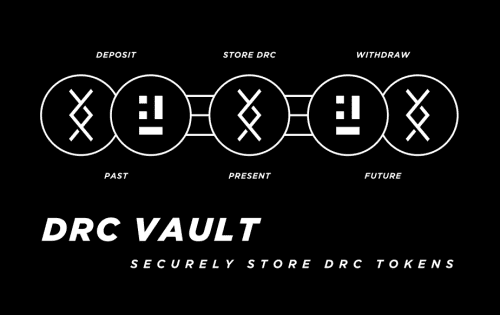 DEPOSIT STORE DRC WITHDRAW
PAST PRESENT FUTURE
DRC VAULT
SECURELY STORE DRC TOKENS